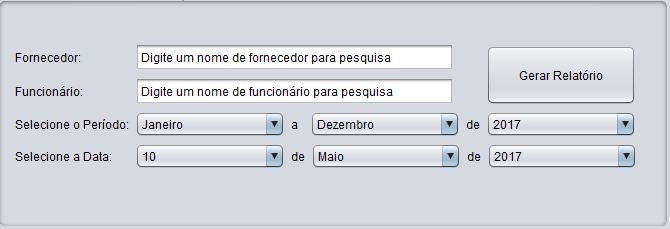 Fornecedor: Digite um nome de fornecedor para pesquisa
Gerar Relatório
Funcionário: Digite um nome de funcionário para pesquisa
Selecione o Período: Janeiro a Dezembro de 2017
Selecione a Data: 10 de Maio de 2017